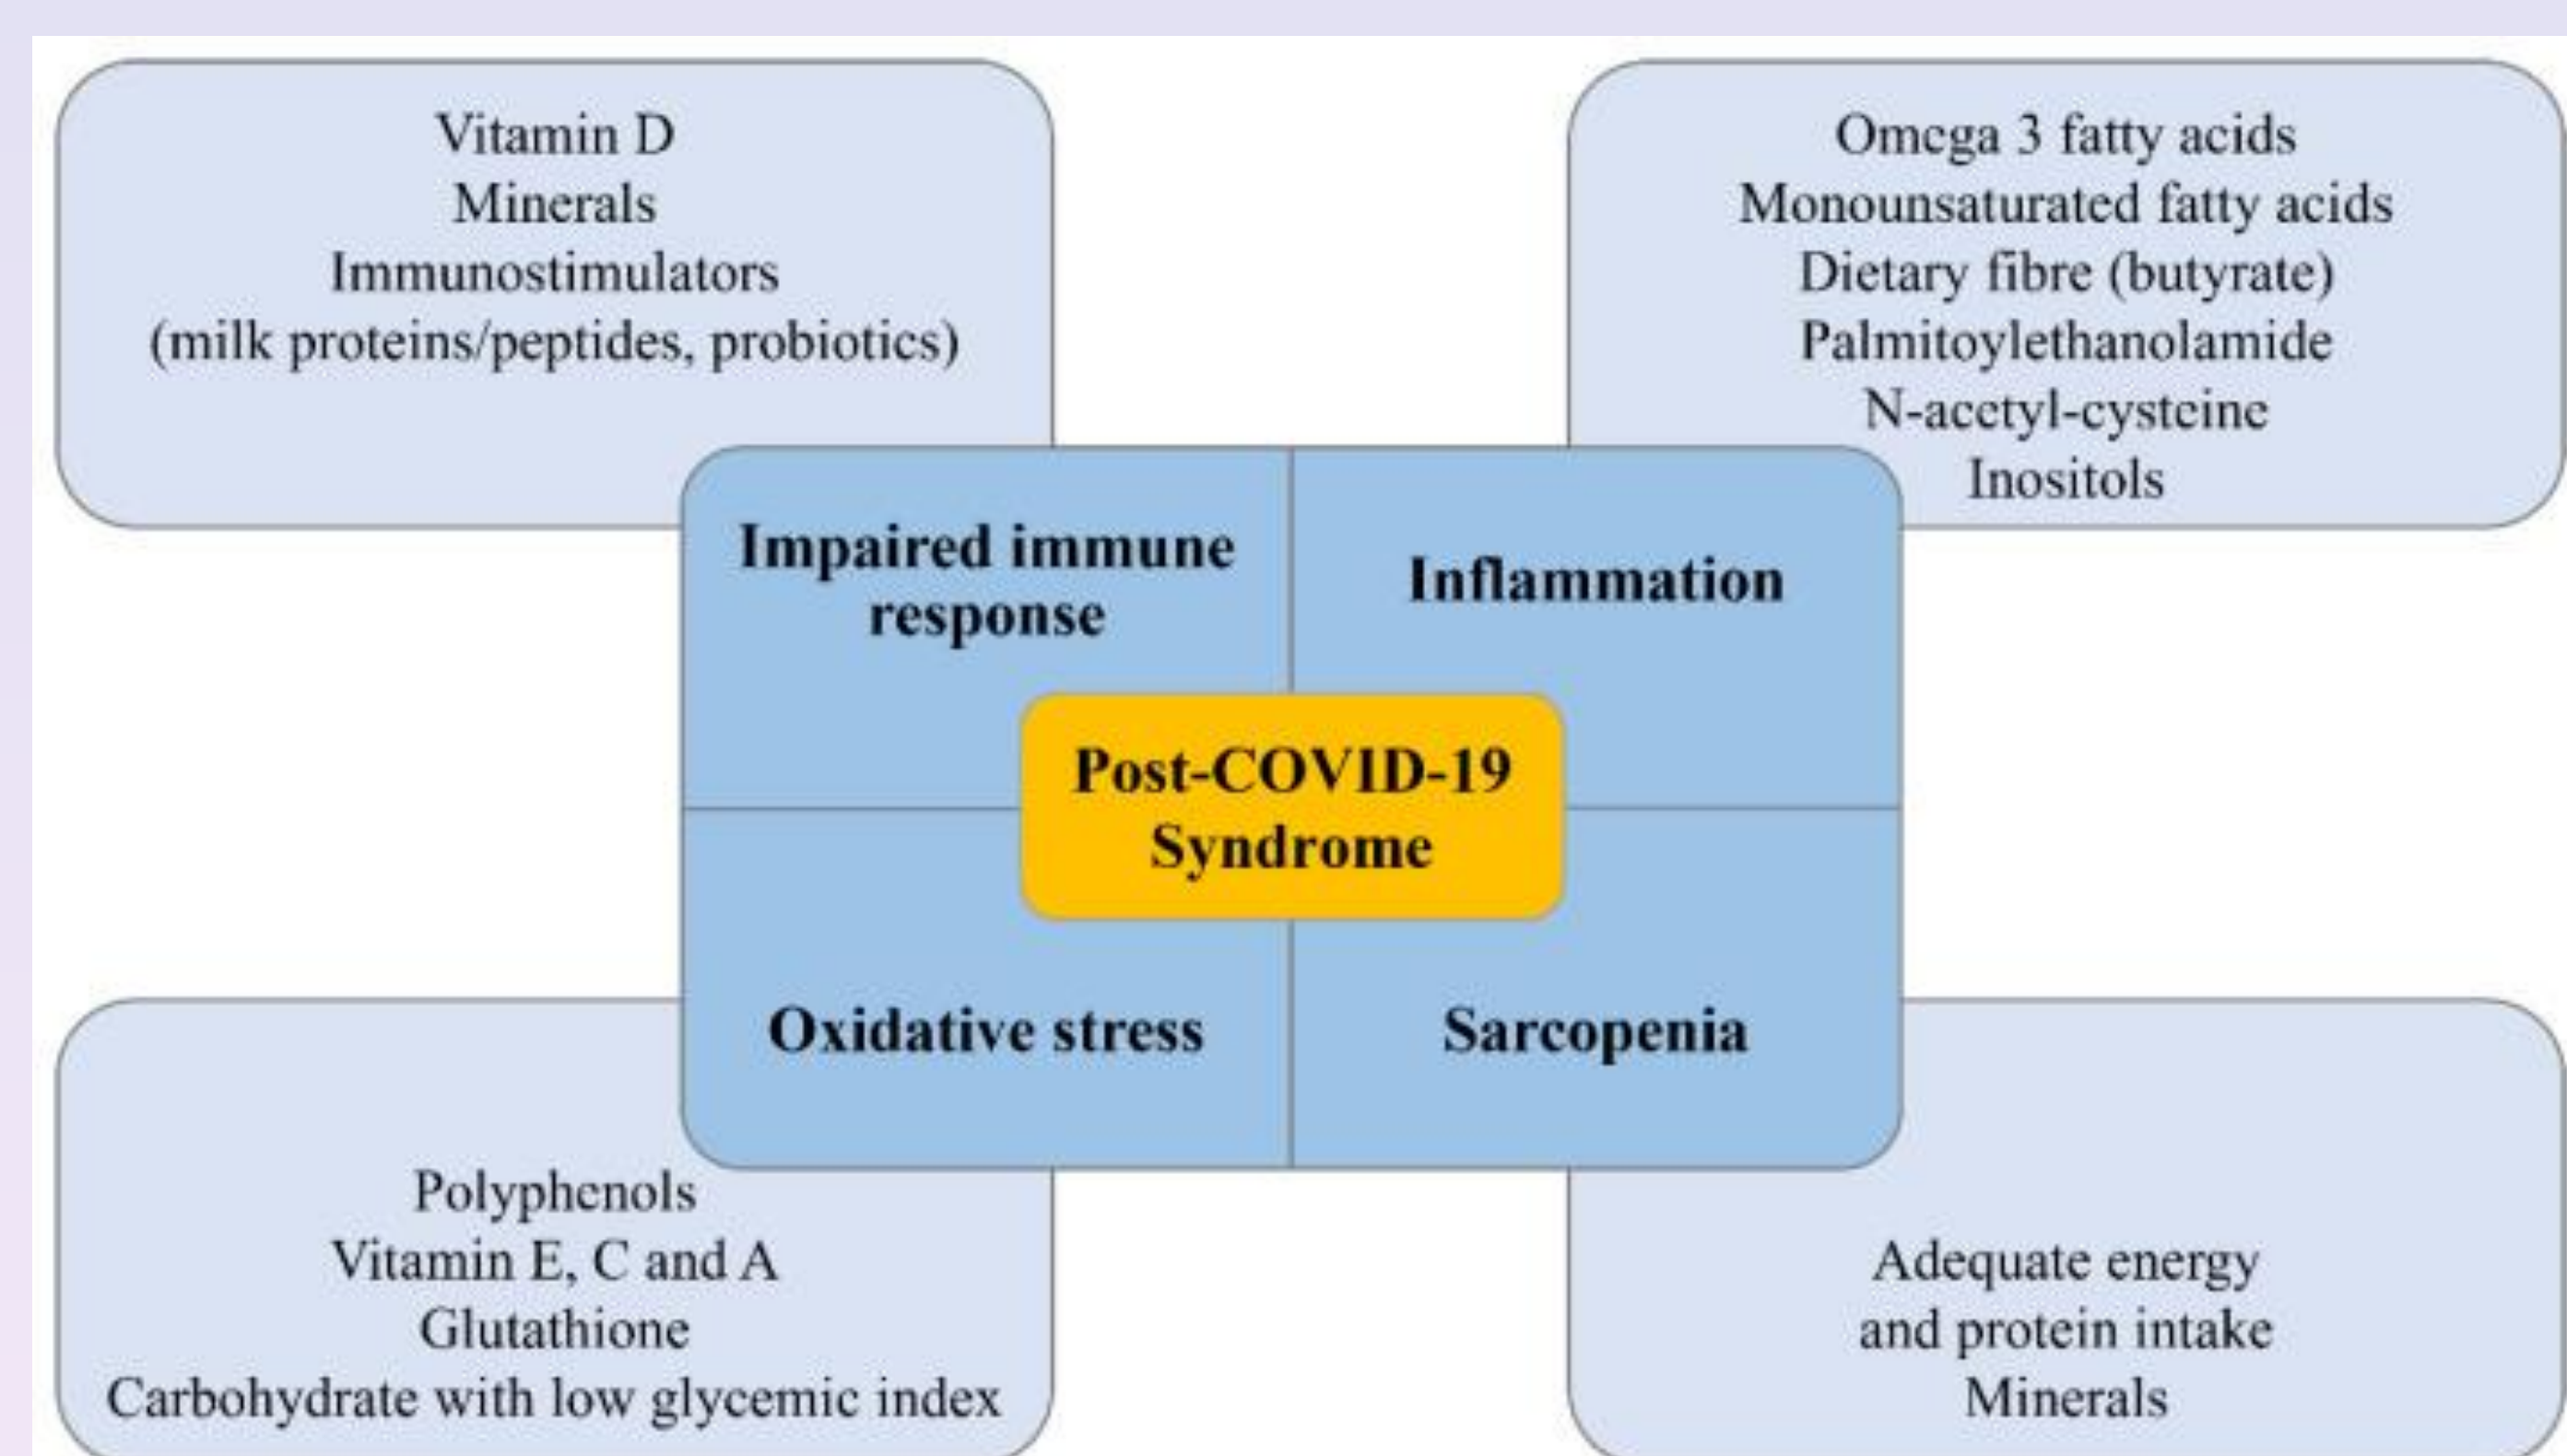 Vitamin D
Minerals
Immunostimulators
(milk proteins/peptides, probiotics)
Omega 3 fatty acids
Monounsaturated fatty acids
Dietary fibre (butyrate)
Palmitoylethanolamide
N-acetyl-cysteine
Inositols
Impaired immune
response
Inflammation
Post-COVID-19
Syndrome
Oxidative stress
Sarcopenia
Polyphenols
Vitamin E, C and A
Glutathione
Carbohydrate with low glycemic index
Adequate energy
and protein intake
Minerals